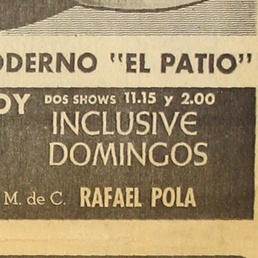 ODERNO "EL PATIO"
OY DOS SHOWS 11.15 y 2.00
INCLUSIVE
DOMINGOS
M. de C. RAFAEL POLA